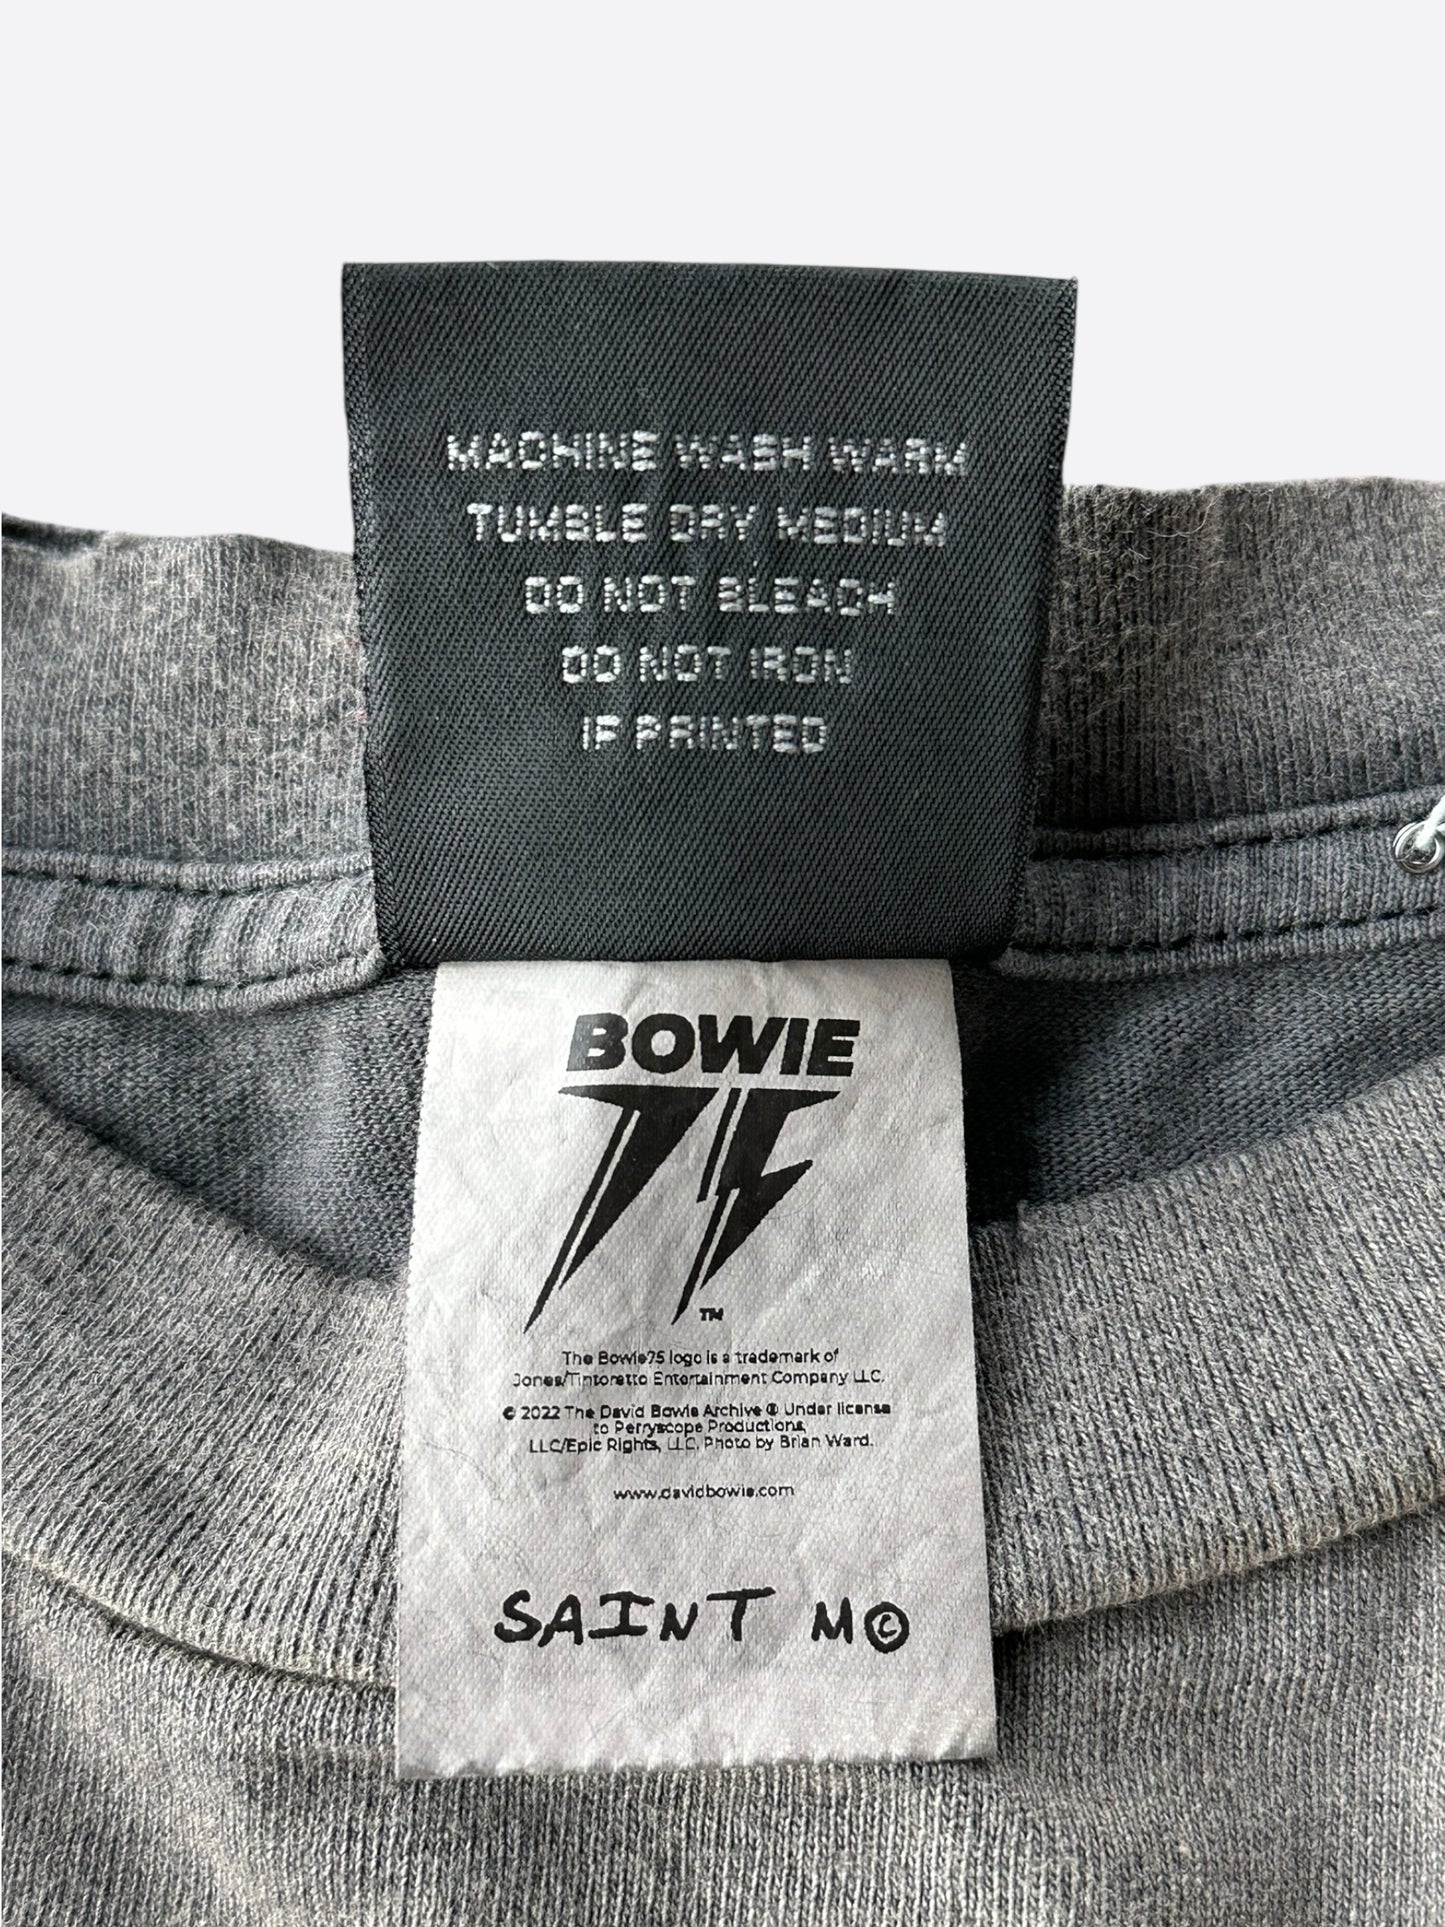 MACHINE WASH WARM
TUMBLE DRY MEDIUM
DO NOT BLEACH
DO NOT IRON
IF PRINTED
BOWIE
75
TM
The Bowie75 logo is a trademark of
Jones/Tintoretto Entertainment Company LLC.
© 2022 The David Bowie Archive ® Under license
to Perryscope Productions,
LLC/Epic Rights, LLC. Photo by Brian Ward.
www.davidbowie.com
SAINT M©